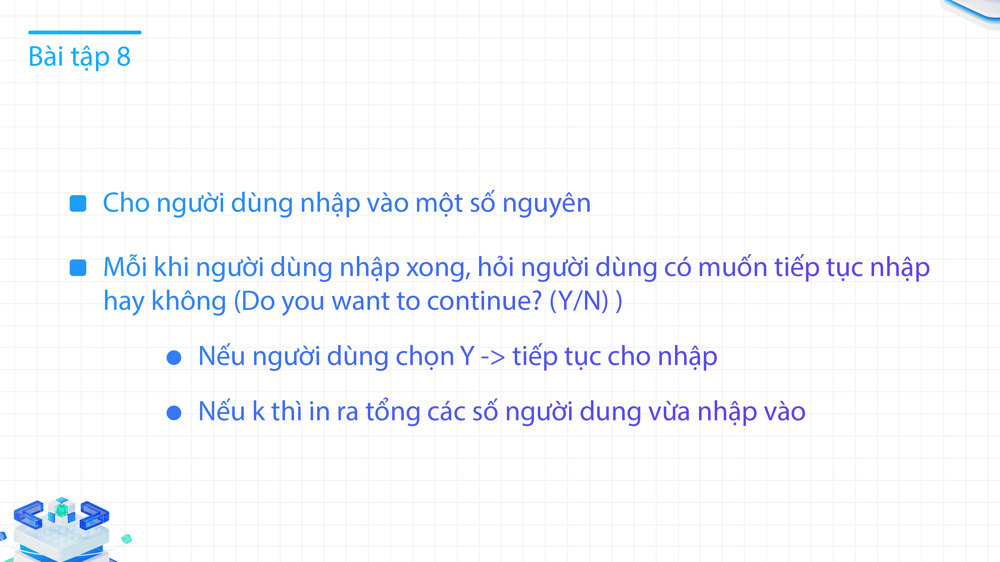 Bài tập 8
Cho người dùng nhập vào một số nguyên
Mỗi khi người dùng nhập xong, hỏi người dùng có muốn tiếp tục nhập
hay không (Do you want to continue? (Y/N) )
Nếu người dùng chọn Y -> tiếp tục cho nhập
Nếu k thì in ra tổng các số người dung vừa nhập vào